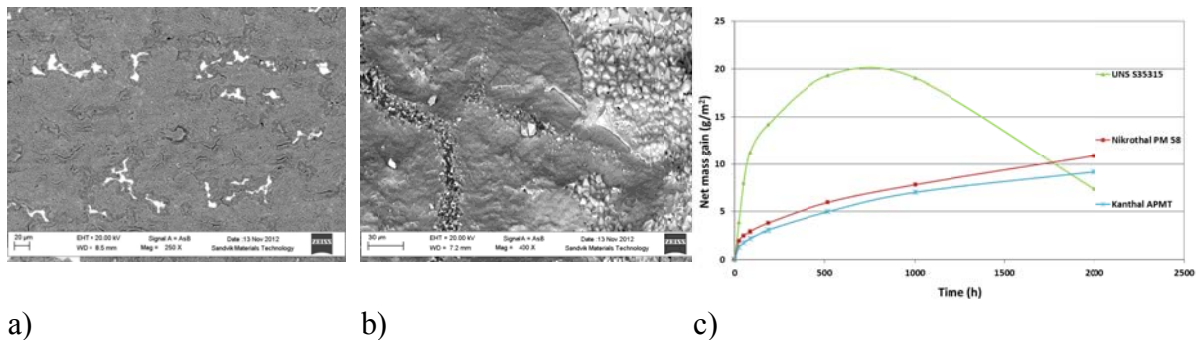 20 µm
EHT = 20.00 kV
Signal A = AsB
Date :13 Nov 2012
WD = 8.5 mm
Mag = 250 X
Sandvik Materials Technology
ZEISS
30 µm
EHT = 20.00 kV
Signal A = AsB
Date :13 Nov 2012
WD = 7.2 mm
Mag =
Sandvik Materials Technology
ZEISS
25
20
15
10
5
0
Net mass gain (g/m²)
UNS S35315
Nikrothal PM 58
Kanthal APMT
0 500 1000 1500 2000 2500
Time (h)
a) b) c)